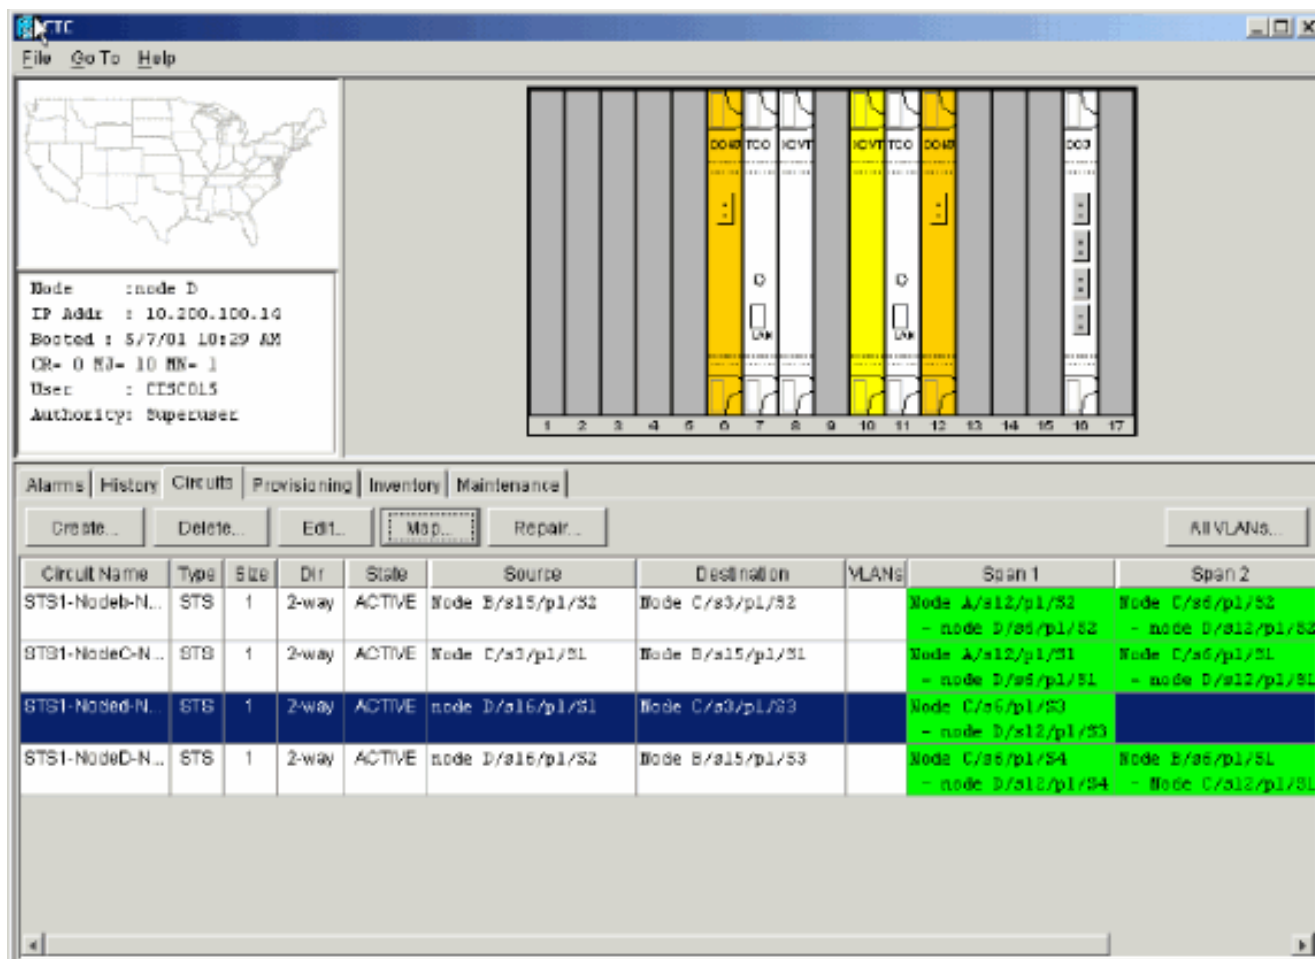 CTC
File Go To Help
OC48 TCC XCVT XCVT TCC OC48 OC3
LAN LAN
1 2 3 4 5 6 7 8 9 10 11 12 13 14 15 16 17
Node :node D
IP Addr : 10.200.100.14
Booted : 5/7/01 10:29 AM
CR= 0 MJ= 10 MN= 1
User : CISCO15
Authority: Superuser
Alarms History Circuits Provisioning Inventory Maintenance
Create... Delete... Edit... Map... Repair... All VLANs...
Circuit Name Type Size Dir State Source Destination VLANs Span 1 Span 2
STS1-Nodeb-N... STS 1 2-way ACTIVE Node B/s15/p1/S2 Node C/s3/p1/S2 Node A/s12/p1/S2 Node C/s6/p1/S2
- node D/s6/p1/S2 - node D/s12/p1/S2
STS1-NodeC-N... STS 1 2-way ACTIVE Node C/s3/p1/S1 Node B/s15/p1/S1 Node A/s12/p1/S1 Node C/s6/p1/S1
- node D/s6/p1/S1 - node D/s12/p1/S1
STS1-Noded-N... STS 1 2-way ACTIVE node D/s16/p1/S1 Node C/s3/p1/S3 Node C/s6/p1/S3
- node D/s12/p1/S3
STS1-NodeD-N... STS 1 2-way ACTIVE node D/s16/p1/S2 Node B/s15/p1/S3 Node C/s6/p1/S4 Node B/s6/p1/S1
- node D/s12/p1/S4 - Node C/s12/p1/S1